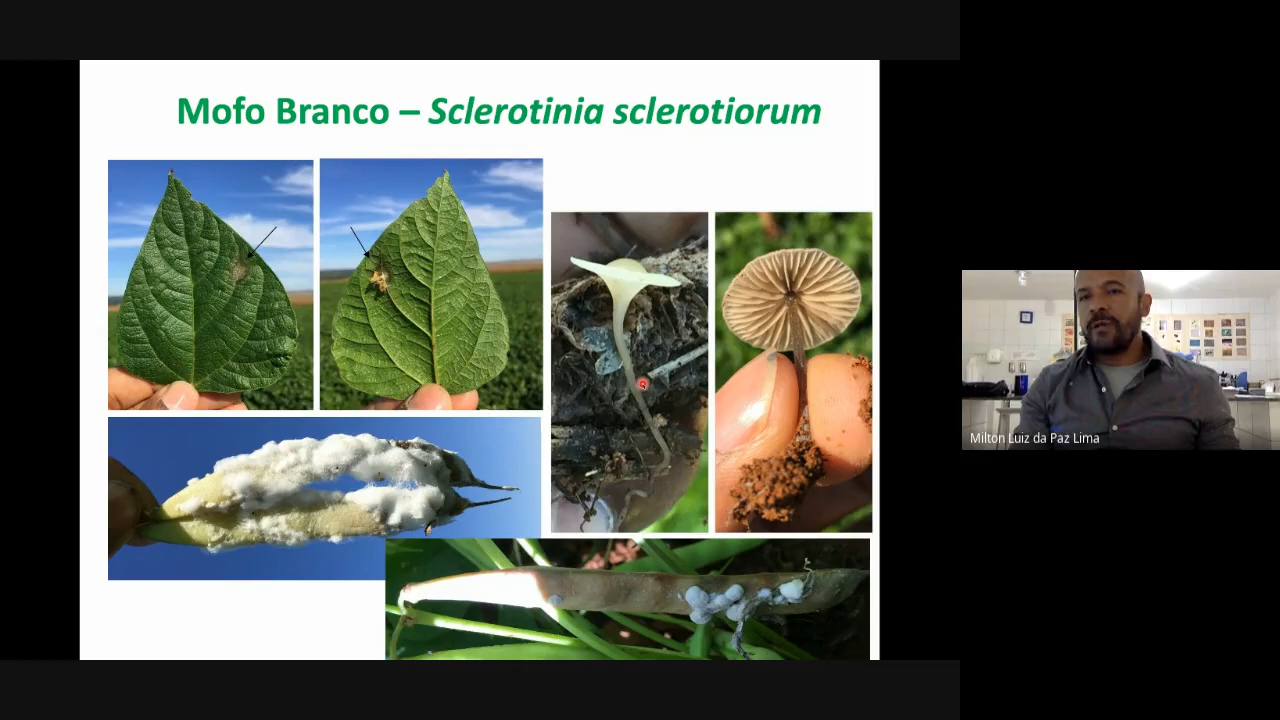 Mofo Branco – Sclerotinia sclerotiorum
Milton Luiz da Paz Lima